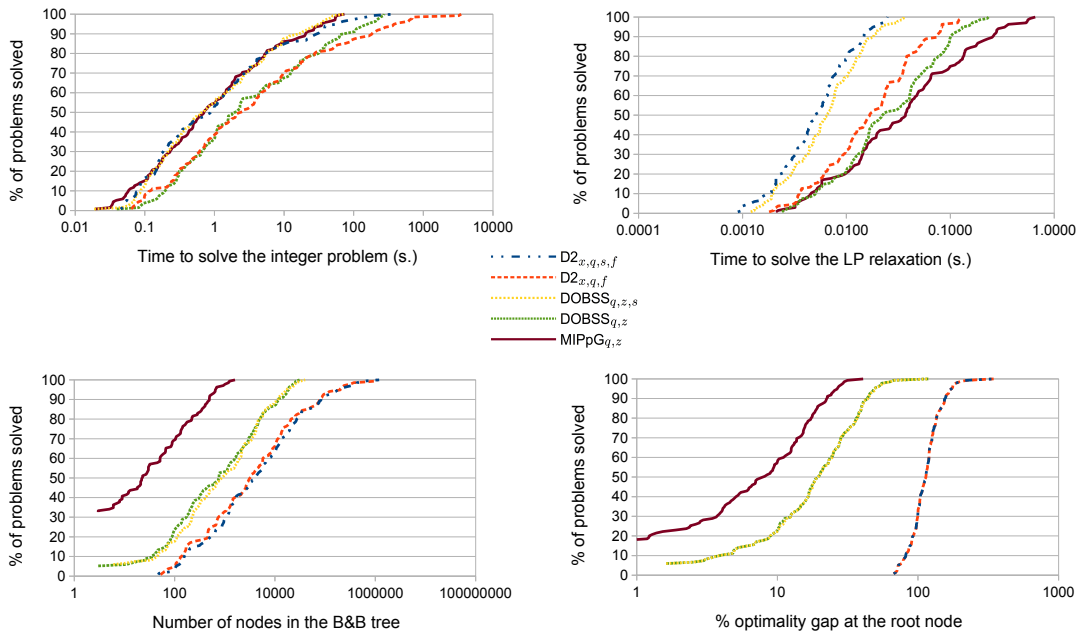 % of problems solved
100
90
80
70
60
50
40
30
20
10
0
0.01 0.1 1 10 100 1000 10000
Time to solve the integer problem (s.)
% of problems solved
100
90
80
70
60
50
40
30
20
10
0
0.0001 0.0010 0.0100 0.1000 1.0000
Time to solve the LP relaxation (s.)
D2x,q,s,f
D2x,q,f
DOBSSq,z,s
DOBSSq,z
MIPpGq,z
% of problems solved
100
90
80
70
60
50
40
30
20
10
0
1 100 10000 1000000 100000000
Number of nodes in the B&B tree
% of problems solved
100
90
80
70
60
50
40
30
20
10
0
1 10 100 1000
% optimality gap at the root node